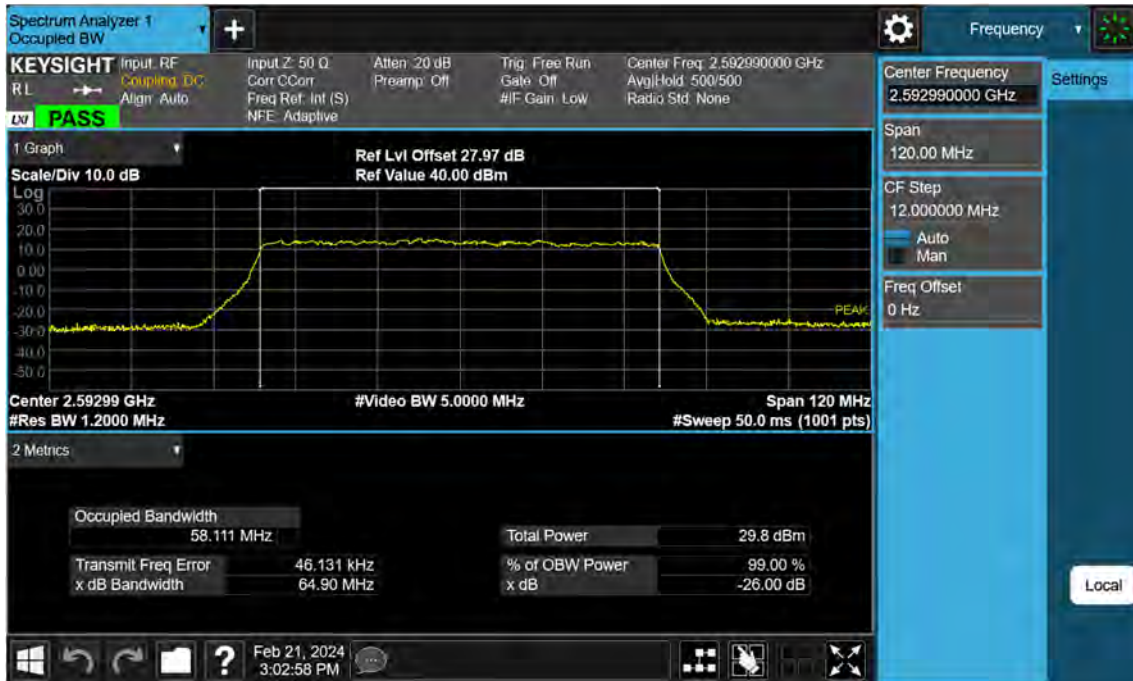 Spectrum Analyzer 1
Occupied BW
+
Frequency
KEYSIGHT
RL
LXI PASS
Input: RF
Coupling: DC
Align: Auto
Input Z: 50 Ω
Corr CCorr
Freq Ref: Int (S)
NFE: Adaptive
Atten: 20 dB
Preamp: Off
Trig: Free Run
Gate: Off
#IF Gain: Low
Center Freq: 2.592990000 GHz
Avg|Hold: 500/500
Radio Std: None
Center Frequency
2.592990000 GHz
Settings
Span
120.00 MHz
CF Step
12.000000 MHz
Auto
Man
Freq Offset
0 Hz
1 Graph
Scale/Div 10.0 dB
Ref Lvl Offset 27.97 dB
Ref Value 40.00 dBm
Log
30.0
20.0
10.0
0.00
-10.0
-20.0
-30.0
-40.0
-50.0
PEAK
Center 2.59299 GHz
#Video BW 5.0000 MHz
Span 120 MHz
#Res BW 1.2000 MHz
#Sweep 50.0 ms (1001 pts)
2 Metrics
Occupied Bandwidth
58.111 MHz
Total Power 29.8 dBm
Transmit Freq Error 46.131 kHz
% of OBW Power 99.00 %
x dB Bandwidth 64.90 MHz
x dB -26.00 dB
Local
?
Feb 21, 2024
3:02:58 PM